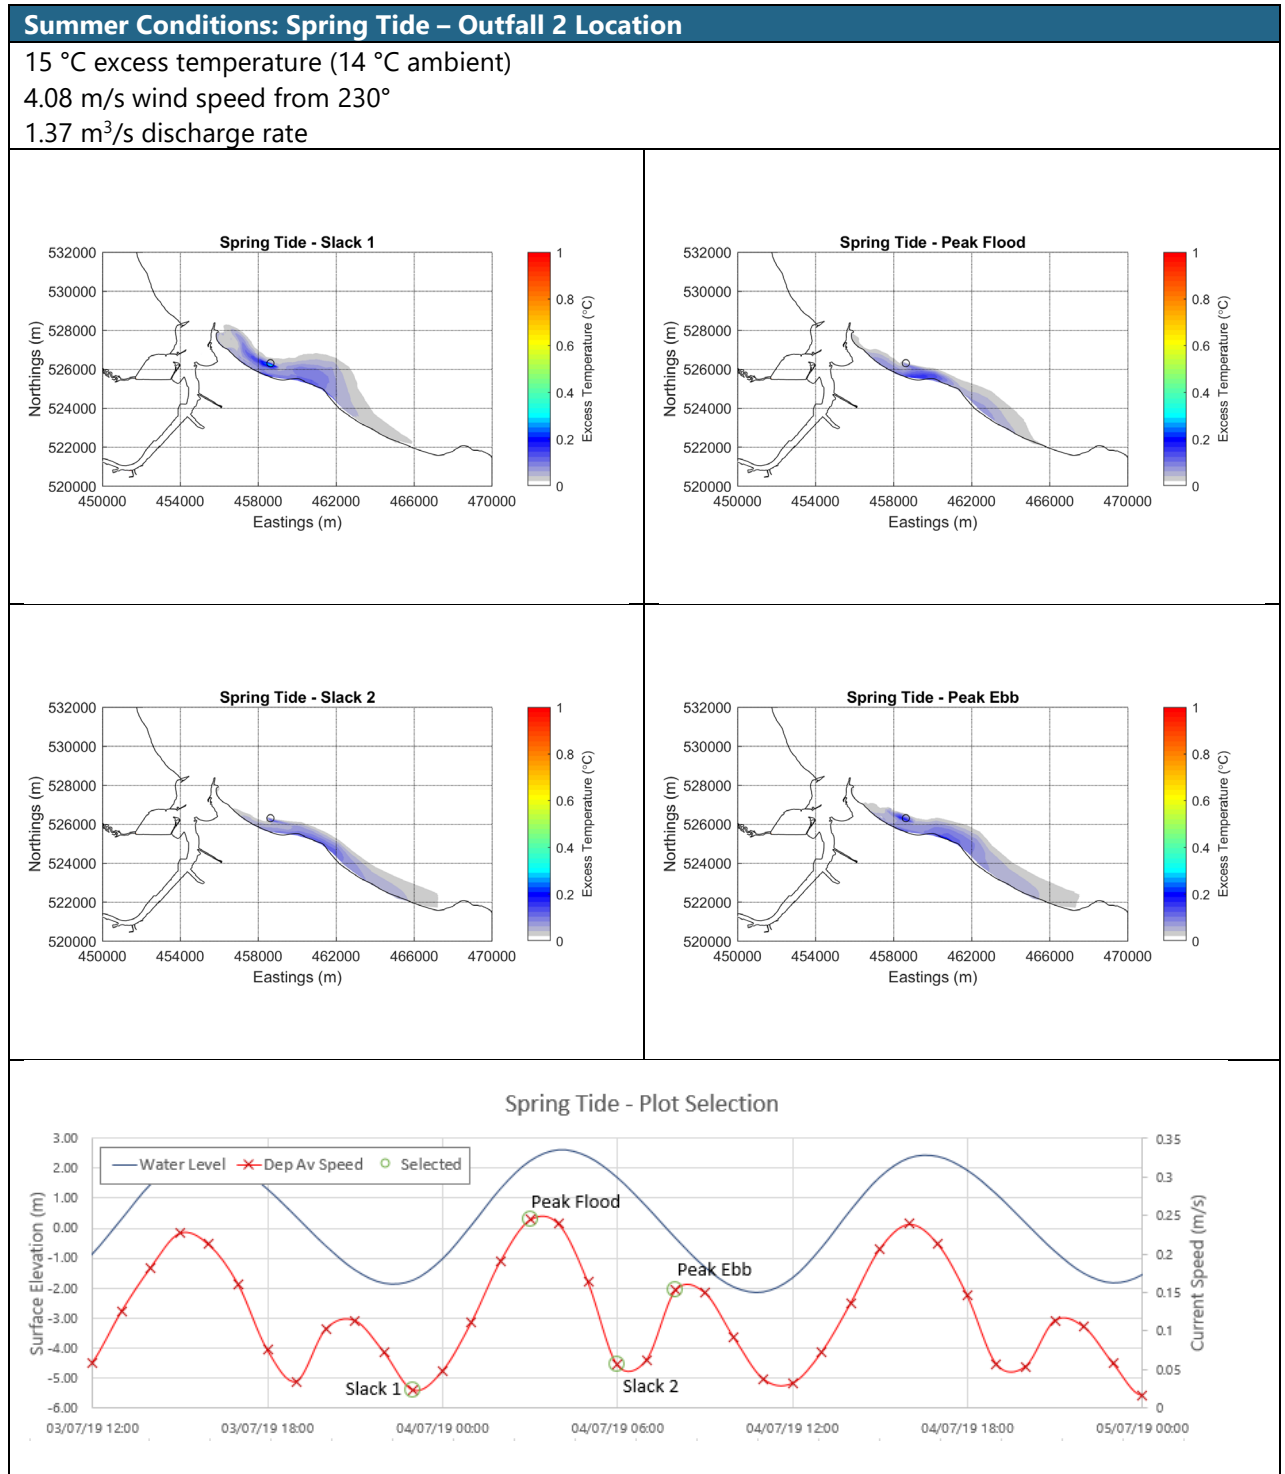 Summer Conditions: Spring Tide – Outfall 2 Location
15 °C excess temperature (14 °C ambient)
4.08 m/s wind speed from 230°
1.37 m³/s discharge rate
Spring Tide - Slack 1
532000
530000
528000
526000
524000
522000
520000
450000 454000 458000 462000 466000 470000
Northings (m)
Eastings (m)
1
0.8
0.6
0.4
0.2
0
Excess Temperature (°C)
Spring Tide - Peak Flood
532000
530000
528000
526000
524000
522000
520000
450000 454000 458000 462000 466000 470000
Northings (m)
Eastings (m)
1
0.8
0.6
0.4
0.2
0
Excess Temperature (°C)
Spring Tide - Slack 2
532000
530000
528000
526000
524000
522000
520000
450000 454000 458000 462000 466000 470000
Northings (m)
Eastings (m)
1
0.8
0.6
0.4
0.2
0
Excess Temperature (°C)
Spring Tide - Peak Ebb
532000
530000
528000
526000
524000
522000
520000
450000 454000 458000 462000 466000 470000
Northings (m)
Eastings (m)
1
0.8
0.6
0.4
0.2
0
Excess Temperature (°C)
Spring Tide - Plot Selection
Water Level Dep Av Speed Selected
3.00
2.00
1.00
0.00
-1.00
-2.00
-3.00
-4.00
-5.00
-6.00
Surface Elevation (m)
Peak Flood
Peak Ebb
Slack 1
Slack 2
0.35
0.3
0.25
0.2
0.15
0.1
0.05
0
Current Speed (m/s)
03/07/19 12:00 03/07/19 18:00 04/07/19 00:00 04/07/19 06:00 04/07/19 12:00 04/07/19 18:00 05/07/19 00:00